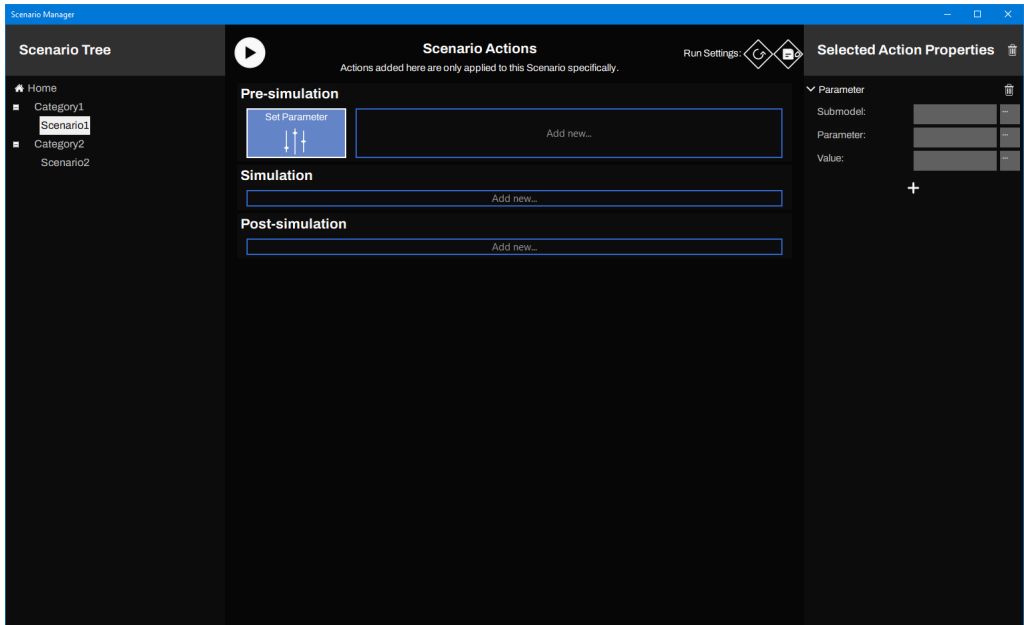 Scenario Manager
Scenario Tree
Home
Category1
Scenario1
Category2
Scenario2
Scenario Actions
Actions added here are only applied to this Scenario specifically.
Run Settings:
Pre-simulation
Set Parameter
Add new...
Simulation
Add new...
Post-simulation
Add new...
Selected Action Properties
Parameter
Submodel:
...
Parameter:
...
Value:
...